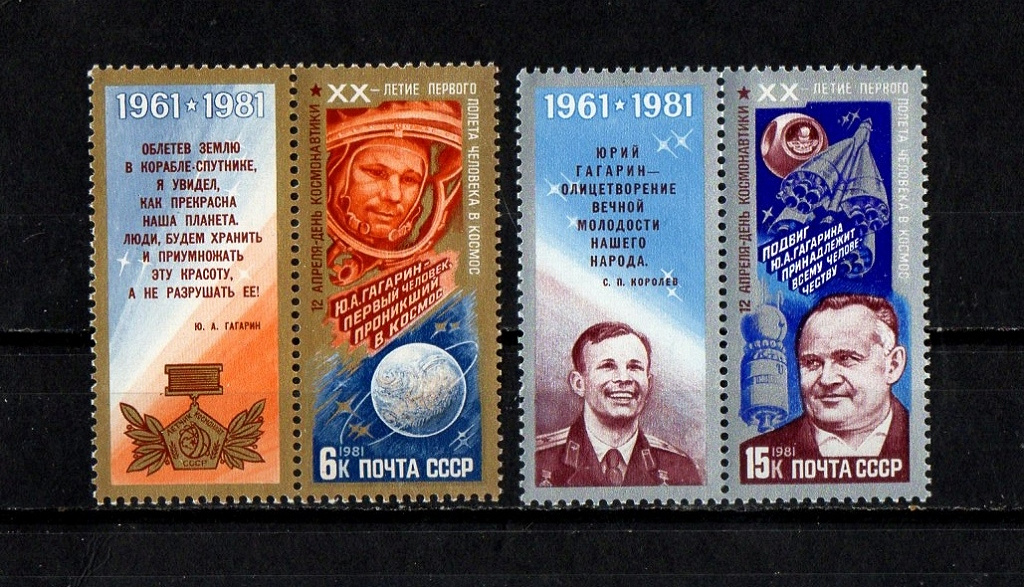 1961 ★ 1981
ОБЛЕТЕВ ЗЕМЛЮ
В КОРАБЛЕ-СПУТНИКЕ,
Я УВИДЕЛ,
КАК ПРЕКРАСНА
НАША ПЛАНЕТА.
ЛЮДИ, БУДЕМ ХРАНИТЬ
И ПРИУМНОЖАТЬ
ЭТУ КРАСОТУ,
А НЕ РАЗРУШАТЬ ЕЕ!
Ю. А. ГАГАРИН
СССР
12 АПРЕЛЯ-ДЕНЬ КОСМОНАВТИКИ ★
XX–ЛЕТИЕ ПЕРВОГО
ПОЛЕТА ЧЕЛОВЕКА В КОСМОС
Ю.А.ГАГАРИН-
ПЕРВЫЙ ЧЕЛОВЕК,
ПРОНИКШИЙ
В КОСМОС
1981
6К ПОЧТА СССР
1961 ★ 1981
ЮРИЙ
ГАГАРИН—
ОЛИЦЕТВОРЕНИЕ
ВЕЧНОЙ
МОЛОДОСТИ
НАШЕГО
НАРОДА.
С. П. КОРОЛЕВ
12 АПРЕЛЯ-ДЕНЬ КОСМОНАВТИКИ ★
XX–ЛЕТИЕ ПЕРВОГО
ПОЛЕТА ЧЕЛОВЕКА В КОСМОС
ПОДВИГ
Ю.А.ГАГАРИНА
ПРИНАДЛЕЖИТ
ВСЕМУ ЧЕЛОВЕ-
ЧЕСТВУ
1981
15К ПОЧТА СССР